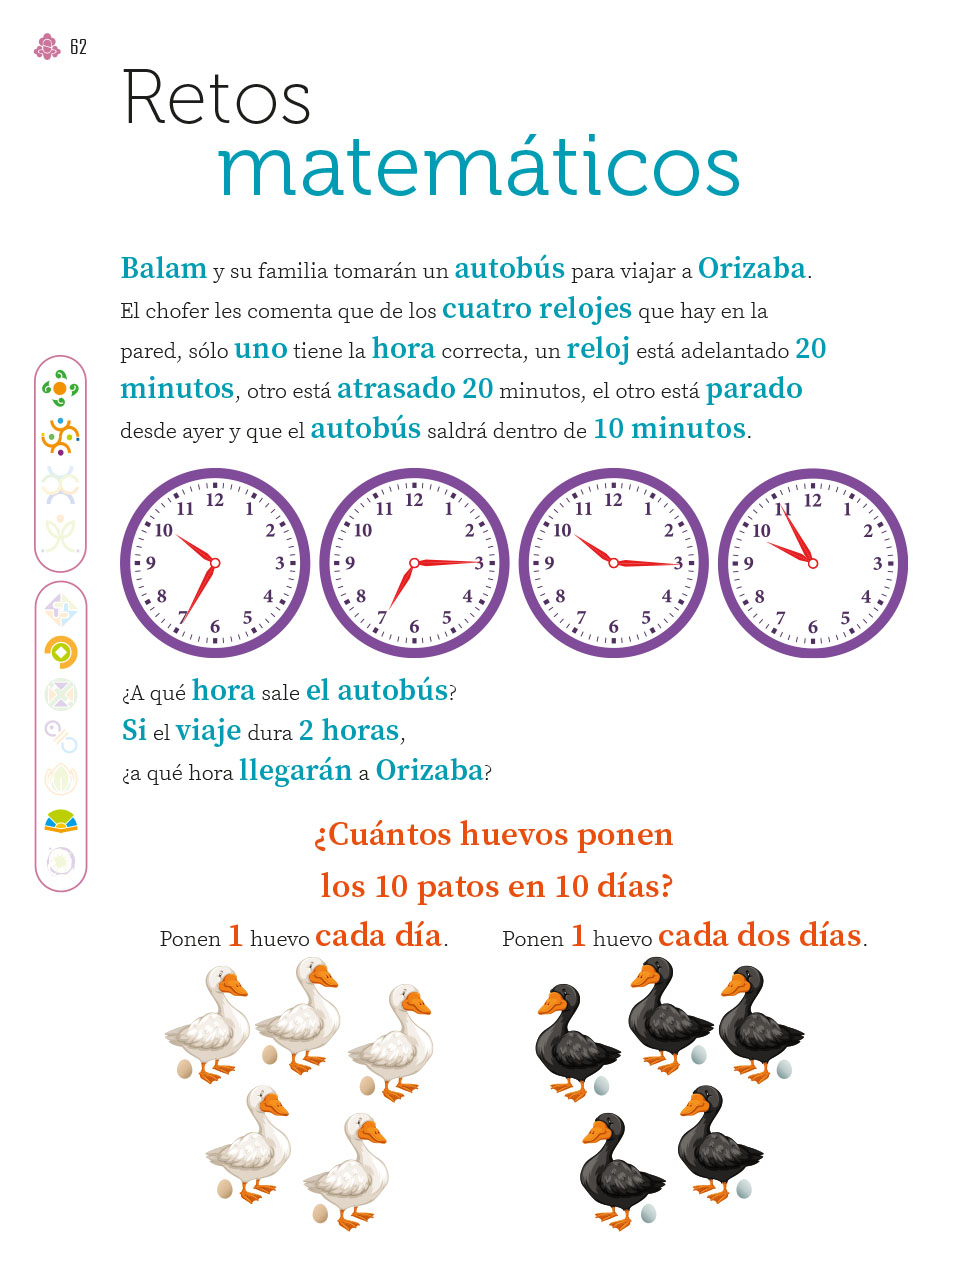 62
Retos
matemáticos
Balam y su familia tomarán un autobús para viajar a Orizaba.
El chofer les comenta que de los cuatro relojes que hay en la
pared, sólo uno tiene la hora correcta, un reloj está adelantado 20
minutos, otro está atrasado 20 minutos, el otro está parado
desde ayer y que el autobús saldrá dentro de 10 minutos.
12 1 2 3 4 5 6 7 8 9 10 11
12 1 2 3 4 5 6 7 8 9 10 11
12 1 2 3 4 5 6 7 8 9 10 11
12 1 2 3 4 5 6 7 8 9 10 11
¿A qué hora sale el autobús?
Si el viaje dura 2 horas,
¿a qué hora llegarán a Orizaba?
¿Cuántos huevos ponen
los 10 patos en 10 días?
Ponen 1 huevo cada día.
Ponen 1 huevo cada dos días.